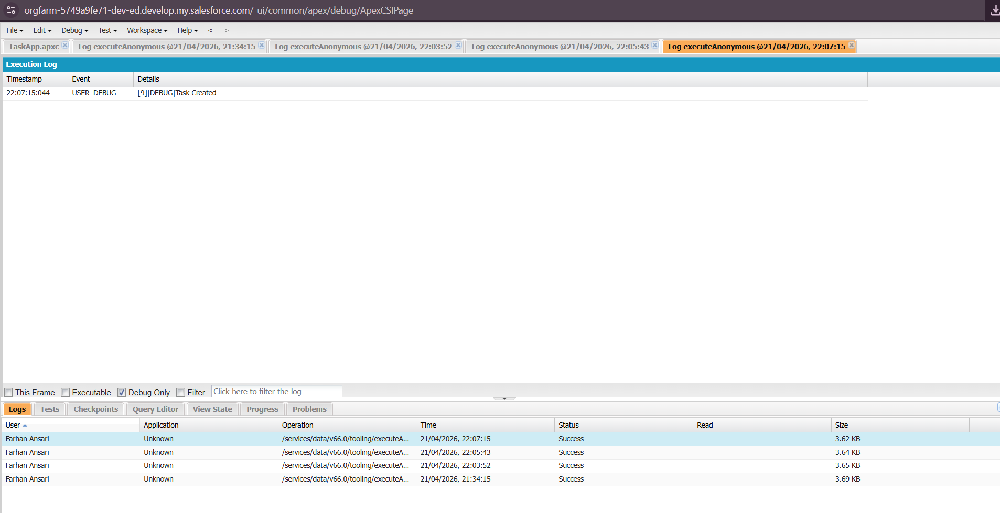 orgfarm-5749a9fe71-dev-ed.develop.my.salesforce.com/_ui/common/apex/debug/ApexCSIPage
File Edit Debug Test Workspace Help < >
TaskApp.apxc Log executeAnonymous @21/04/2026, 21:34:15 Log executeAnonymous @21/04/2026, 22:03:52 Log executeAnonymous @21/04/2026, 22:05:43 Log executeAnonymous @21/04/2026, 22:07:15
Execution Log
Timestamp Event Details
22:07:15:044 USER_DEBUG [9]|DEBUG|Task Created
This Frame Executable Debug Only Filter Click here to filter the log
Logs Tests Checkpoints Query Editor View State Progress Problems
User Application Operation Time Status Read Size
Farhan Ansari Unknown /services/data/v66.0/tooling/executeA... 21/04/2026, 22:07:15 Success 3.62 KB
Farhan Ansari Unknown /services/data/v66.0/tooling/executeA... 21/04/2026, 22:05:43 Success 3.64 KB
Farhan Ansari Unknown /services/data/v66.0/tooling/executeA... 21/04/2026, 22:03:52 Success 3.65 KB
Farhan Ansari Unknown /services/data/v66.0/tooling/executeA... 21/04/2026, 21:34:15 Success 3.69 KB